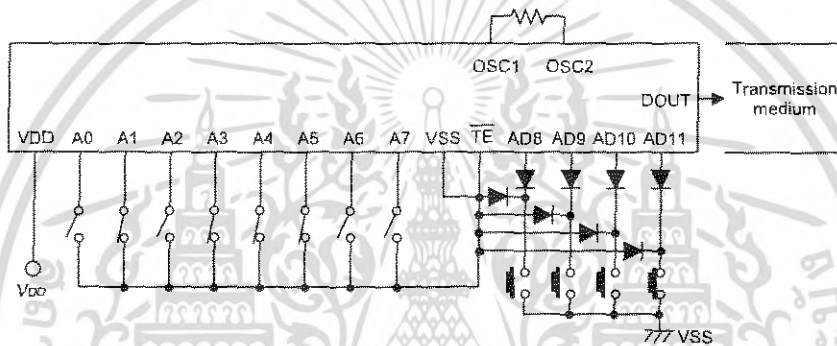 OSC1 OSC2
DOUT
Transmission
medium
VDD A0 A1 A2 A3 A4 A5 A6 A7 VSS T̅E̅ AD8 AD9 AD10 AD11
VDD
VSS